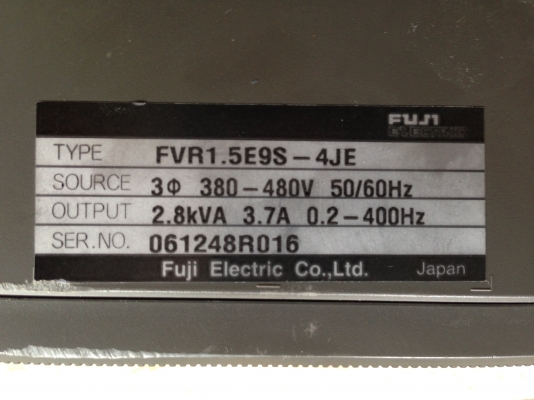 FUJI
ELECTRIC
TYPE FVR1.5E9S-4JE
SOURCE 3Φ 380-480V 50/60Hz
OUTPUT 2.8kVA 3.7A 0.2-400Hz
SER.NO. 061248R016
Fuji Electric Co.,Ltd. Japan